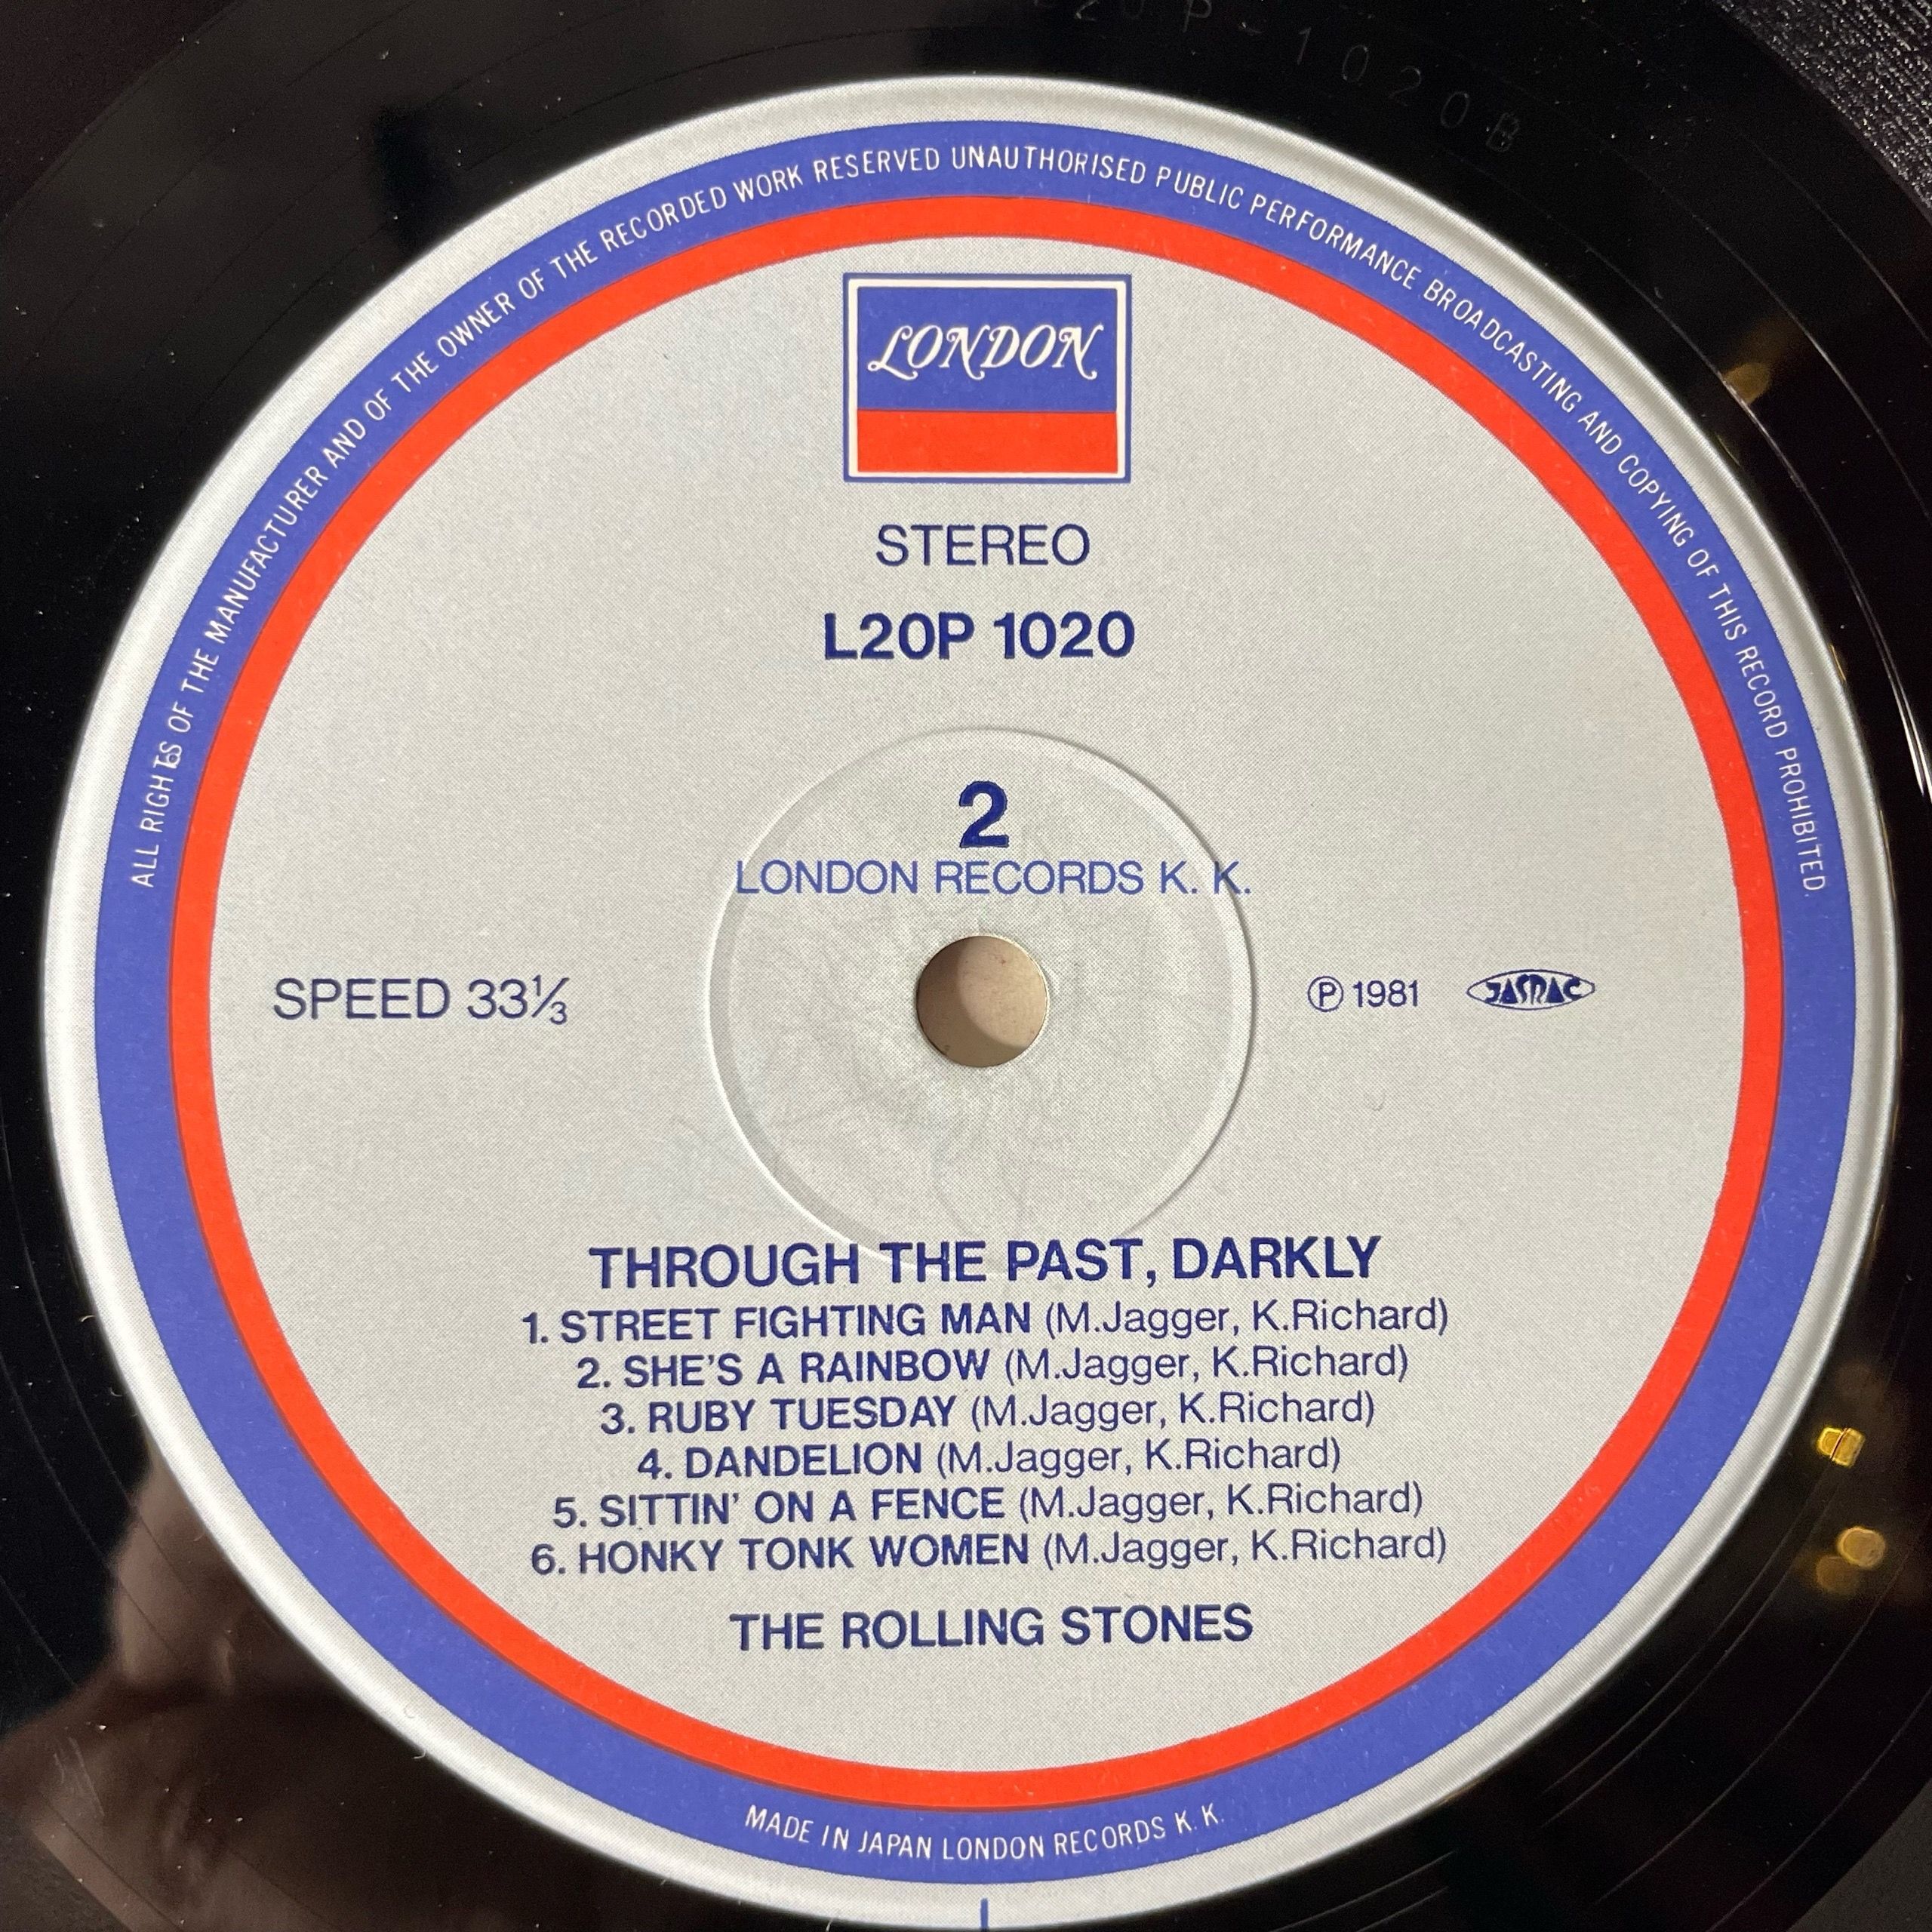 L20P-1020B
ALL RIGHTS OF THE MANUFACTURER AND OF THE OWNER OF THE RECORDED WORK RESERVED UNAUTHORISED PUBLIC PERFORMANCE BROADCASTING AND COPYING OF THIS RECORD PROHIBITED.
LONDON
STEREO
L20P 1020
2
LONDON RECORDS K. K.
SPEED 33⅓
Ⓟ 1981 JASRAC
THROUGH THE PAST, DARKLY
1. STREET FIGHTING MAN (M.Jagger, K.Richard)
2. SHE'S A RAINBOW (M.Jagger, K.Richard)
3. RUBY TUESDAY (M.Jagger, K.Richard)
4. DANDELION (M.Jagger, K.Richard)
5. SITTIN' ON A FENCE (M.Jagger, K.Richard)
6. HONKY TONK WOMEN (M.Jagger, K.Richard)
THE ROLLING STONES
MADE IN JAPAN LONDON RECORDS K. K.